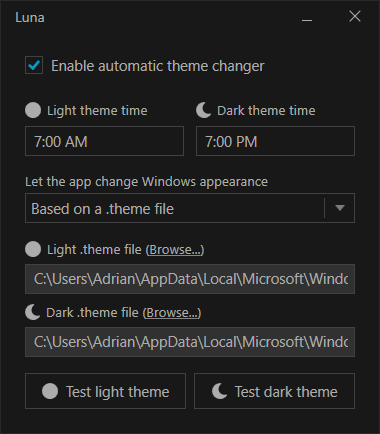 Luna
Enable automatic theme changer
Light theme time
Dark theme time
7:00 AM
7:00 PM
Let the app change Windows appearance
Based on a .theme file
Light .theme file (Browse...)
C:\Users\Adrian\AppData\Local\Microsoft\Windo
Dark .theme file (Browse...)
C:\Users\Adrian\AppData\Local\Microsoft\Windo
Test light theme
Test dark theme